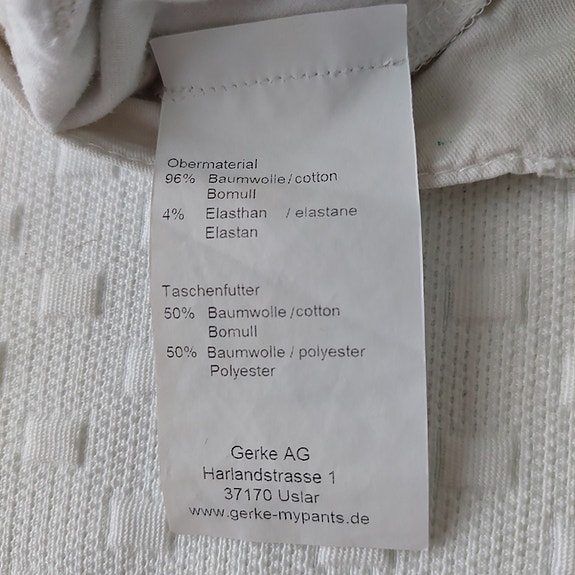 Obermaterial
96% Baumwolle/cotton
Bomull
4% Elasthan / elastane
Elastan
Taschenfutter
50% Baumwolle/cotton
Bomull
50% Baumwolle / polyester
Polyester
Gerke AG
Harlandstrasse 1
37170 Uslar
www.gerke-mypants.de